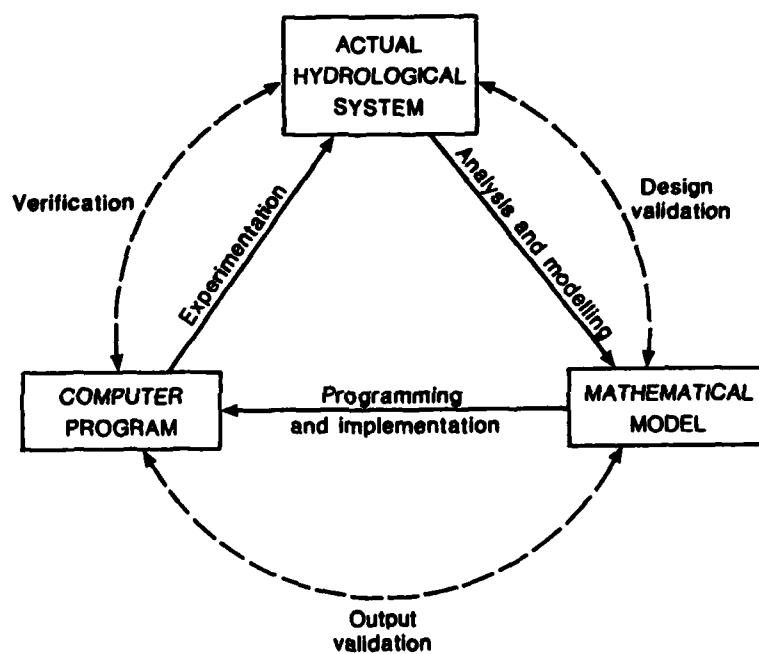 ACTUAL
HYDROLOGICAL
SYSTEM
Verification
Experimentation
Analysis and modelling
Design
validation
COMPUTER
PROGRAM
Programming
and implementation
MATHEMATICAL
MODEL
Output
validation